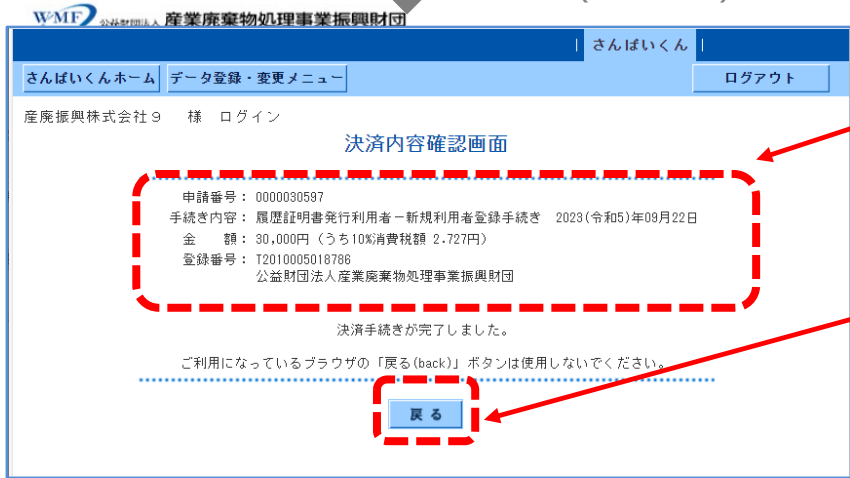 WMF 公益財団法人 産業廃棄物処理事業振興財団
| さんぱいくん |
さんぱいくんホーム データ登録・変更メニュー ログアウト
産廃振興株式会社9 様 ログイン
決済内容確認画面
申請番号: 0000030597
手続き内容: 履歴証明書発行利用者-新規利用者登録手続き 2023(令和5)年09月22日
金 額: 30,000円 (うち10%消費税額 2.727円)
登録番号: T2010005018786
公益財団法人産業廃棄物処理事業振興財団
決済手続きが完了しました。
ご利用になっているブラウザの「戻る(back)」ボタンは使用しないでください。
戻る